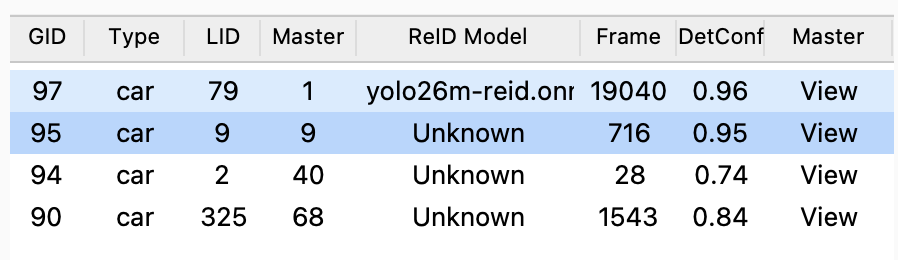 GID Type LID Master ReID Model Frame DetConf Master
97 car 79 1 yolo26m-reid.onr 19040 0.96 View
95 car 9 9 Unknown 716 0.95 View
94 car 2 40 Unknown 28 0.74 View
90 car 325 68 Unknown 1543 0.84 View